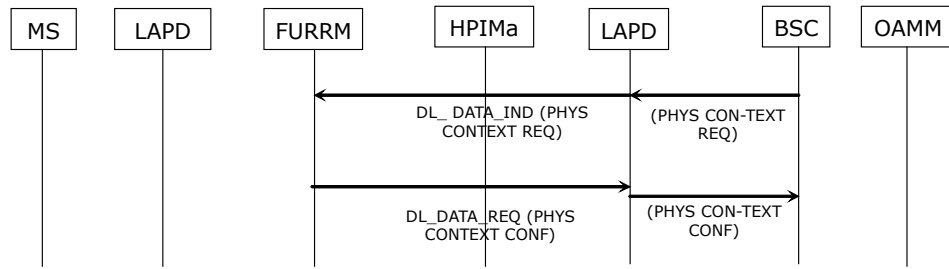 MS
LAPD
FURRM
HPIMa
LAPD
BSC
OAMM
DL_ DATA_IND (PHYS
CONTEXT REQ)
(PHYS CON-TEXT
REQ)
DL_DATA_REQ (PHYS
CONTEXT CONF)
(PHYS CON-TEXT
CONF)